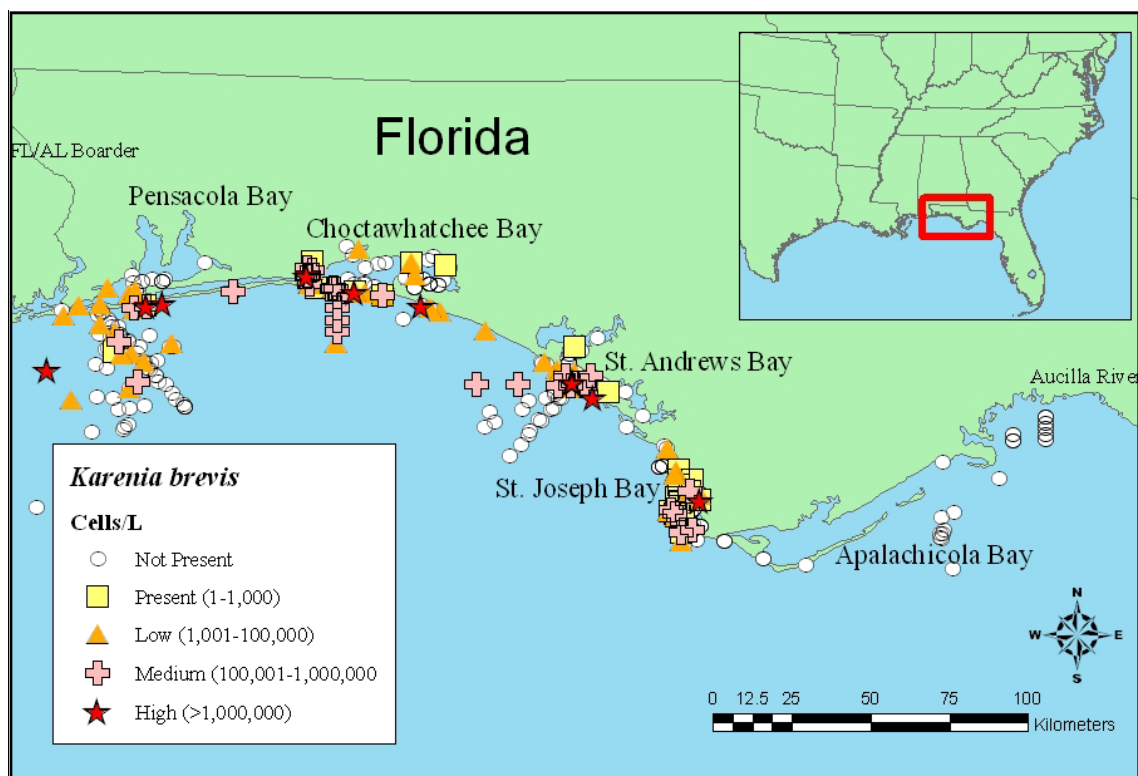 Florida
FL/AL Boarder
Pensacola Bay
Choctawhatchee Bay
St. Andrews Bay
Aucilla River
St. Joseph Bay
Apalachicola Bay
Karenia brevis
Cells/L
Not Present
Present (1-1,000)
Low (1,001-100,000)
Medium (100,001-1,000,000
High (>1,000,000)
N
W E
S
0 12.5 25 50 75 100
Kilometers